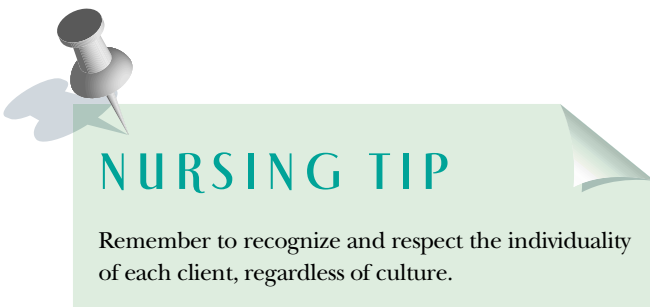 NURSING TIP
Remember to recognize and respect the individuality
of each client, regardless of culture.